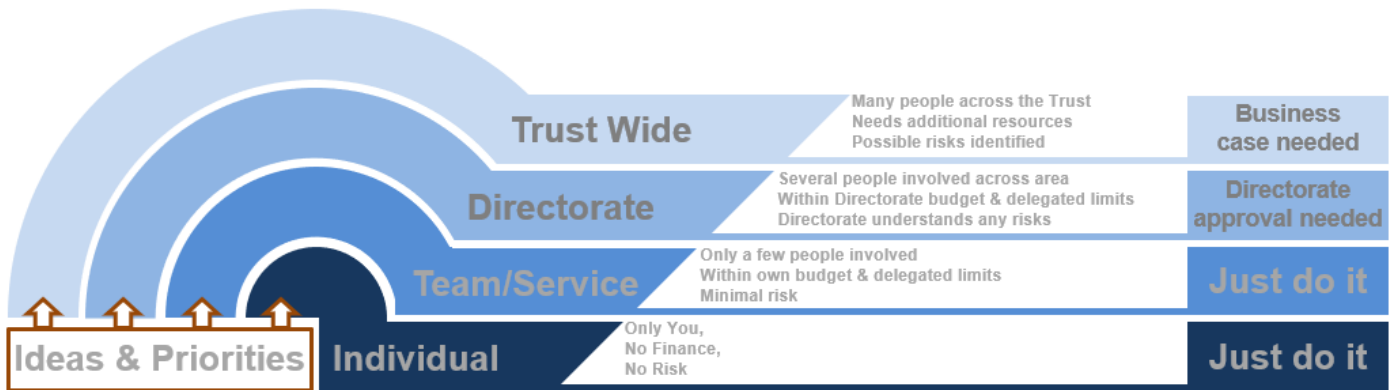 Trust Wide
Many people across the Trust
Needs additional resources
Possible risks identified
Business
case needed
Directorate
Several people involved across area
Within Directorate budget & delegated limits
Directorate understands any risks
Directorate
approval needed
Team/Service
Only a few people involved
Within own budget & delegated limits
Minimal risk
Just do it
Ideas & Priorities
Individual
Only You,
No Finance,
No Risk
Just do it